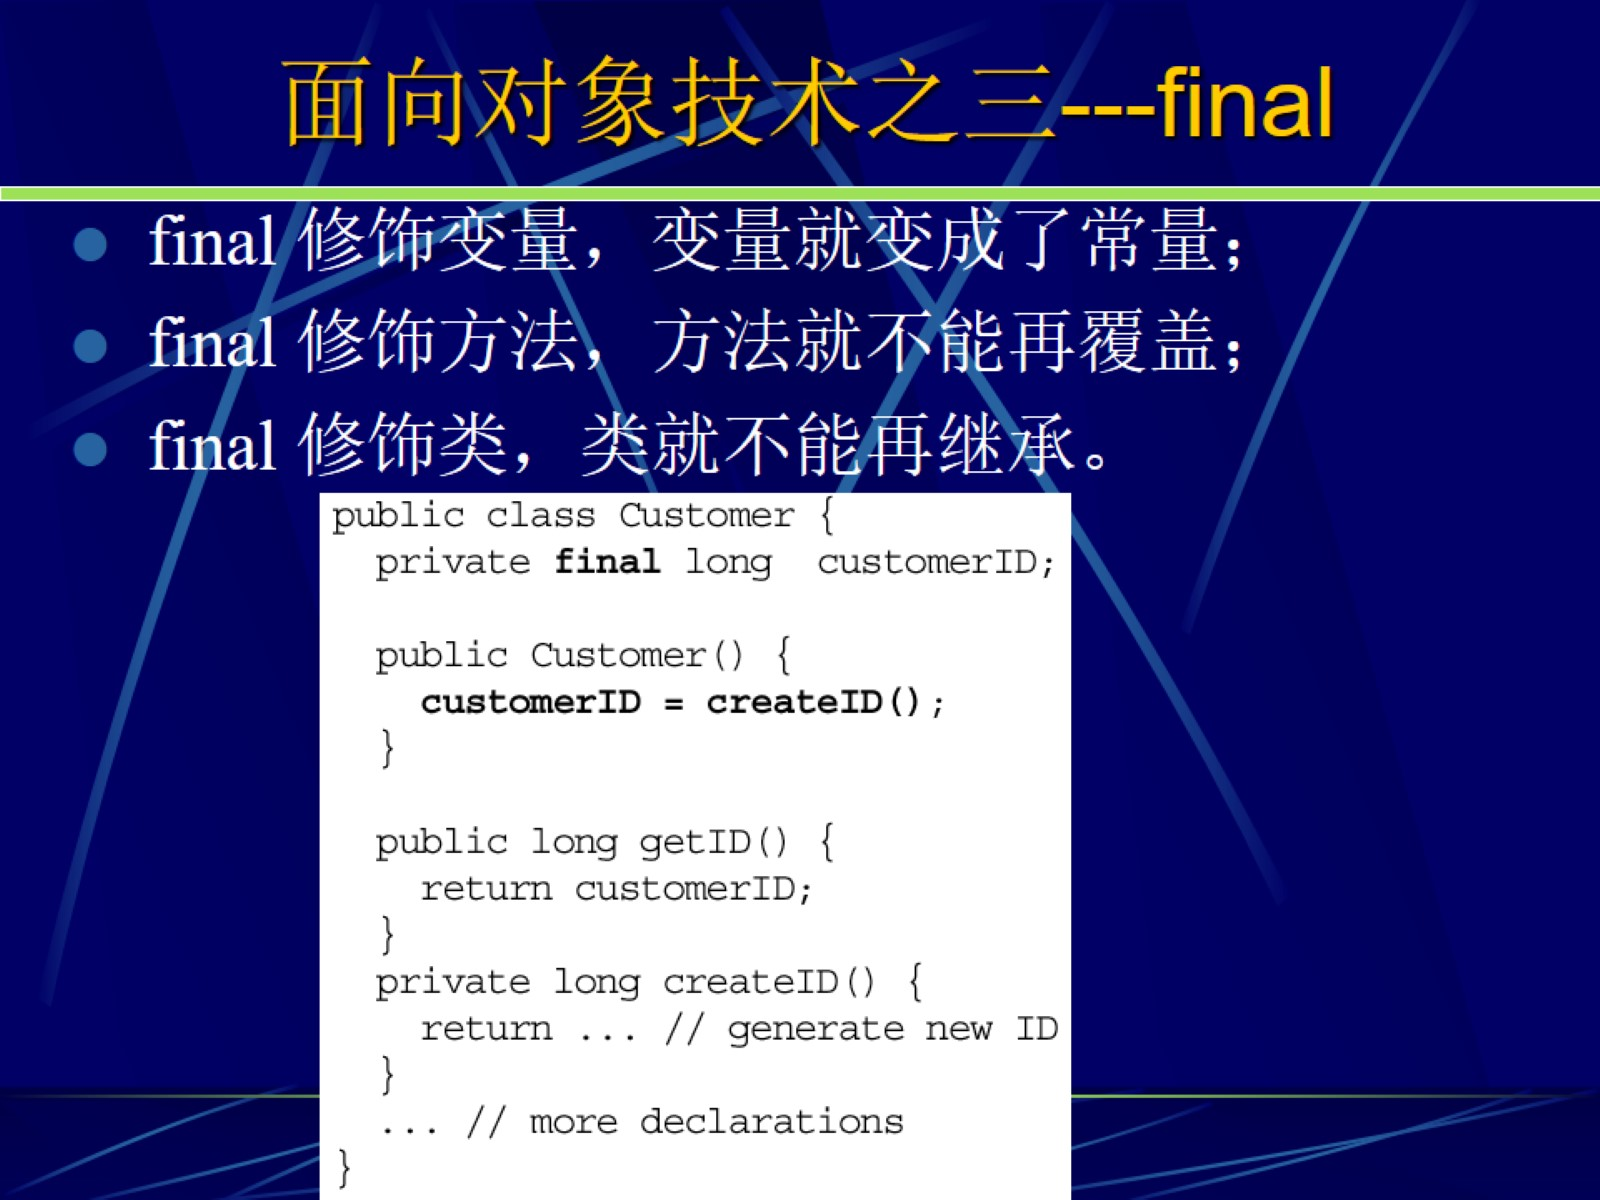 面向对象技术之三---final
final 修饰变量，变量就变成了常量；
final 修饰方法，方法就不能再覆盖；
final 修饰类，类就不能再继承。
public class Customer {
  private final long  customerID;
  public Customer() {
    customerID = createID();
  }
  public long getID() {
    return customerID;
  }
  private long createID() {
    return ... // generate new ID
  }
  ... // more declarations
}